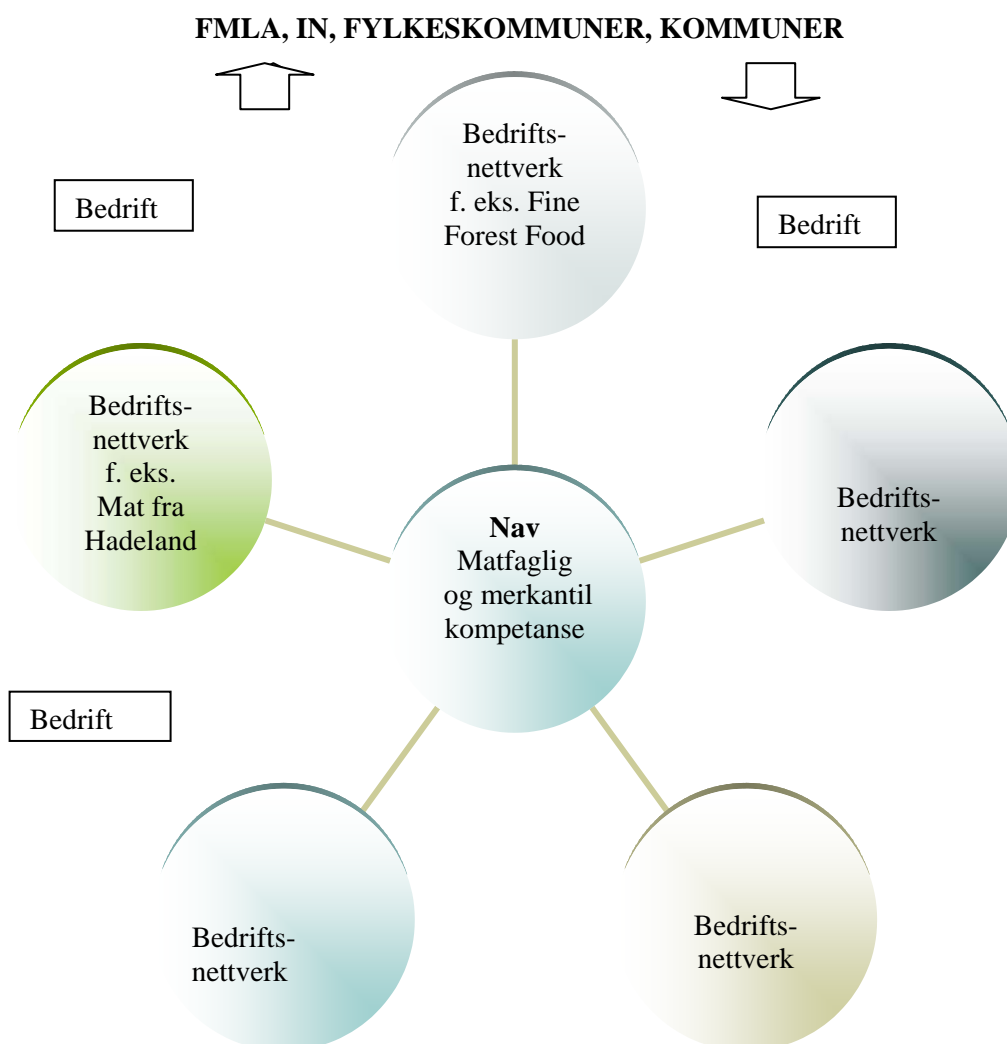 FMLA, IN, FYLKESKOMMUNER, KOMMUNER
Bedrifts-
nettverk
f. eks. Fine
Forest Food
Bedrift
Bedrift
Bedrifts-
nettverk
f. eks.
Mat fra
Hadeland
Bedrifts-
nettverk
Nav
Matfaglig
og merkantil
kompetanse
Bedrift
Bedrifts-
nettverk
Bedrifts-
nettverk